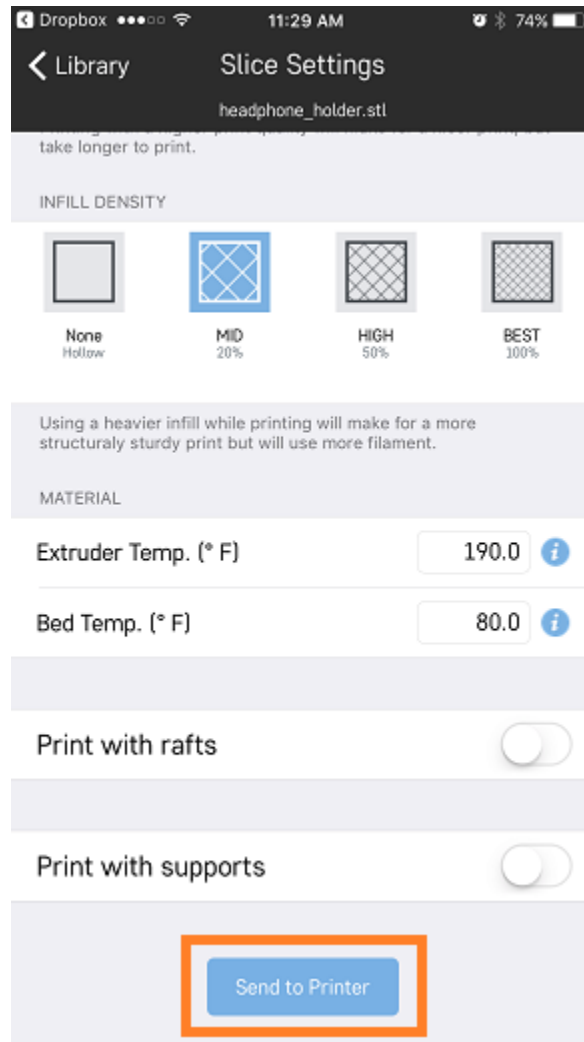 Dropbox 11:29 AM 74%
Library Slice Settings
headphone_holder.stl
take longer to print.
INFILL DENSITY
None MID HIGH BEST
Hollow 20% 50% 100%
Using a heavier infill while printing will make for a more
structuraly sturdy print but will use more filament.
MATERIAL
Extruder Temp. (° F) 190.0 i
Bed Temp. (° F) 80.0 i
Print with rafts
Print with supports
Send to Printer